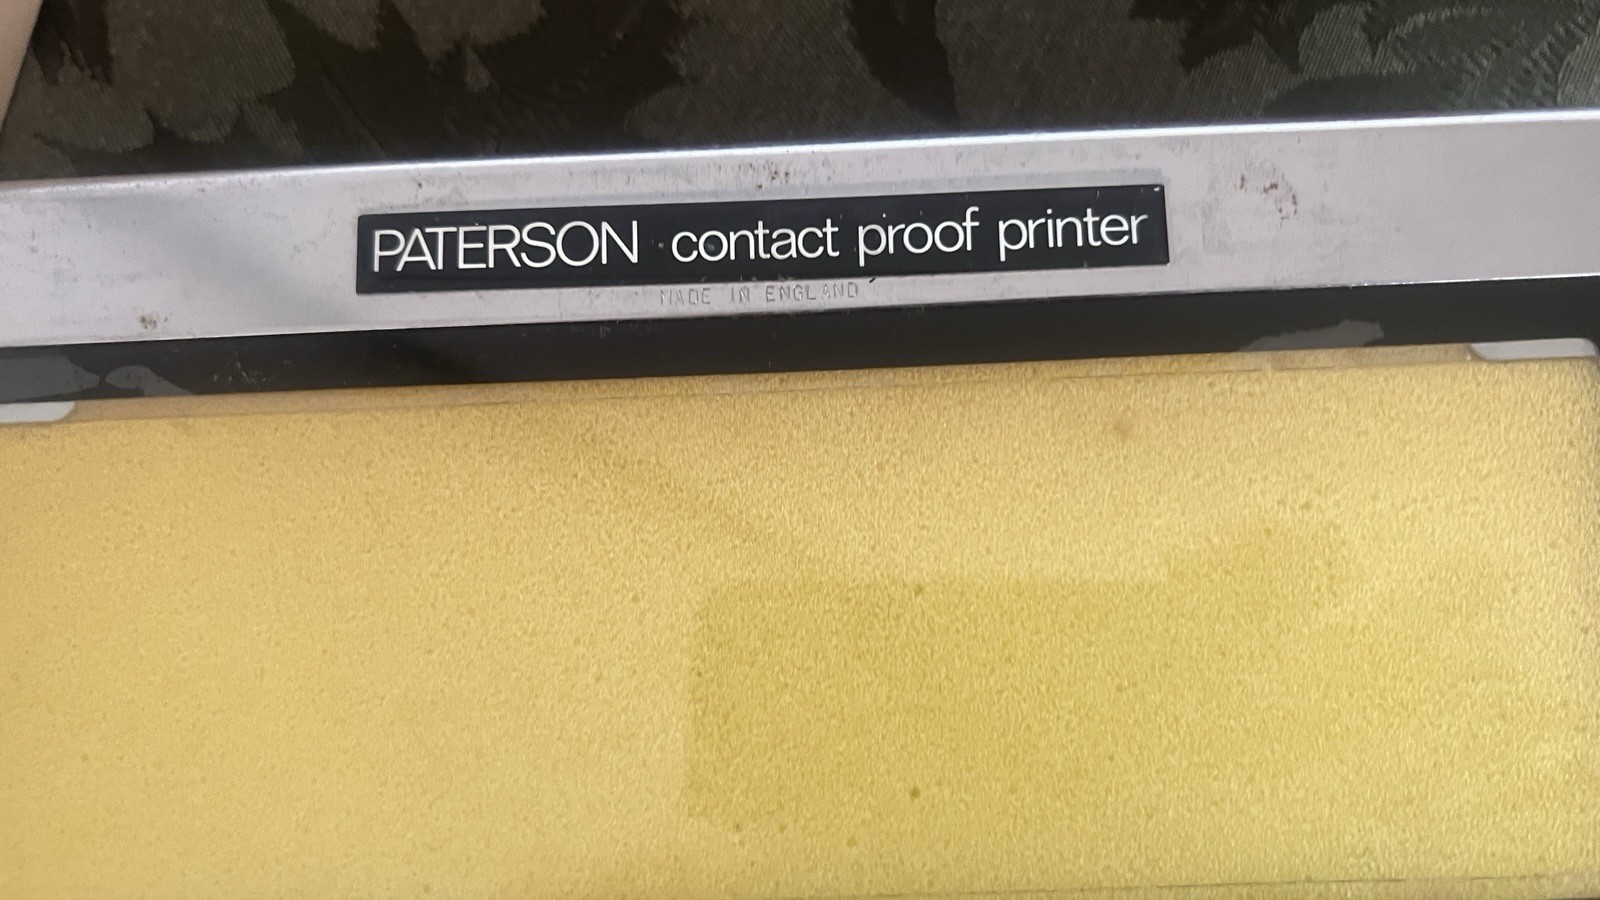 PATERSON contact proof printer
MADE IN ENGLAND